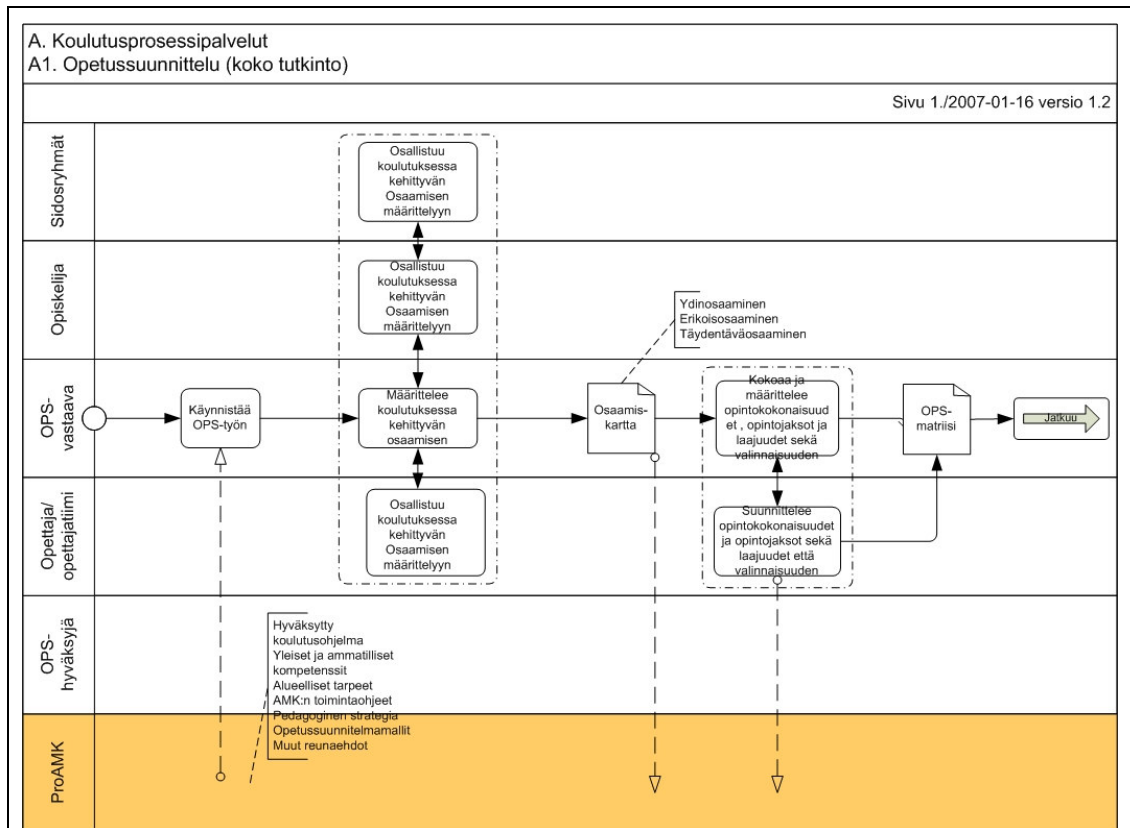 A. Koulutusprosessipalvelut
A1. Opetussuunnittelu (koko tutkinto)
Sivu 1./2007-01-16 versio 1.2
Sidosryhmät
Osallistuu
koulutuksessa
kehittyvän
Osaamisen
määrittelyyn
Opiskelija
Osallistuu
koulutuksessa
kehittyvän
Osaamisen
määrittelyyn
Ydinosaaminen
Erikoisosaaminen
Täydentäväosaaminen
OPS-
vastaava
Käynnistää
OPS-työn
Määrittelee
koulutuksessa
kehittyvän
osaamisen
Osaamis-
kartta
Kokoaa ja
määrittelee
opintokokonaisuud
et , opintojaksot ja
laajuudet sekä
valinnaisuuden
OPS-
matriisi
Jatkuu
Opettaja/
opettajatiimi
Osallistuu
koulutuksessa
kehittyvän
Osaamisen
määrittelyyn
Suunnittelee
opintokokonaisuudet
ja opintojaksot sekä
laajuudet että
valinnaisuuden
OPS-
hyväksyjä
Hyväksytty
koulutusohjelma
Yleiset ja ammatilliset
kompetenssit
Alueelliset tarpeet
AMK:n toimintaohjeet
Pedagoginen strategia
Opetussuunnitelmamallit
Muut reunaehdot
ProAMK